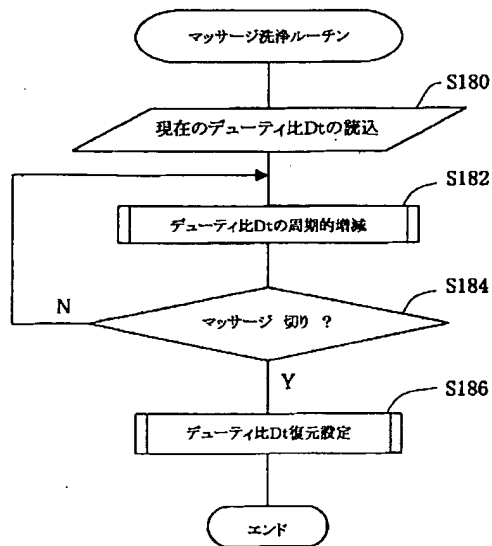 マッサージ洗浄ルーチン
S180
現在のデューティ比Dtの読込
S182
デューティ比Dtの周期的増減
S184
マッサージ 切り ?
N
Y
S186
デューティ比Dt復元設定
エンド